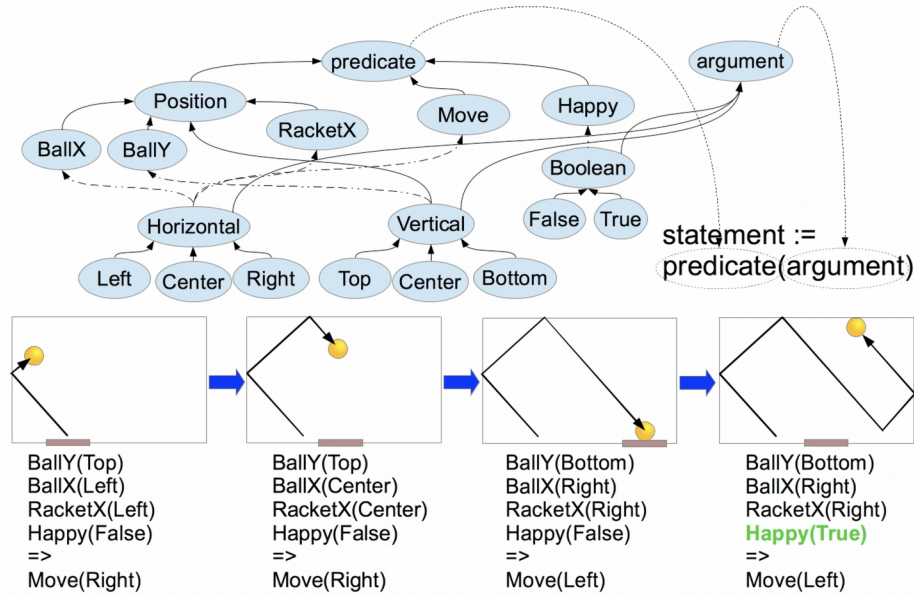 predicate
argument
Position
Move
Happy
RacketX
BallX
BallY
Boolean
Horizontal
Vertical
False
True
Left
Center
Right
Top
Center
Bottom
statement :=
predicate(argument)
BallY(Top)
BallX(Left)
RacketX(Left)
Happy(False)
=>
Move(Right)
BallY(Top)
BallX(Center)
RacketX(Center)
Happy(False)
=>
Move(Right)
BallY(Bottom)
BallX(Right)
RacketX(Right)
Happy(False)
=>
Move(Left)
BallY(Bottom)
BallX(Right)
RacketX(Right)
Happy(True)
=>
Move(Left)